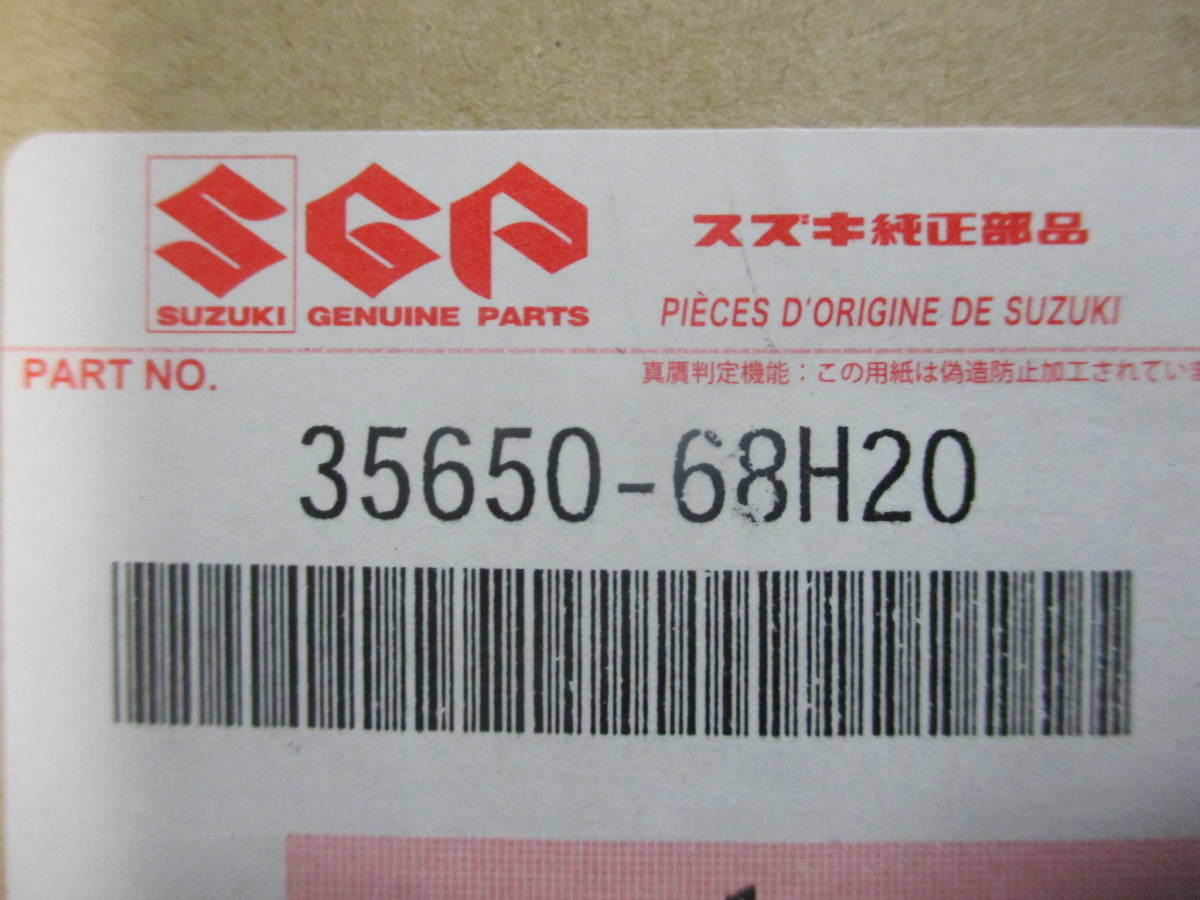 SGP
スズキ純正部品
SUZUKI GENUINE PARTS
PIÈCES D'ORIGINE DE SUZUKI
PART NO.
真贋判定機能：この用紙は偽造防止加工されていま
35650-68H20